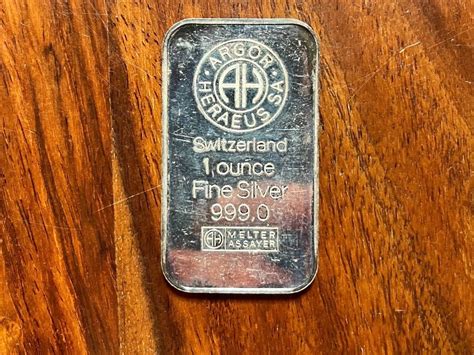 ARGOR
HERAEUS SA
AH
Switzerland
1 ounce
Fine Silver
999,0
AH MELTER
ASSAYER